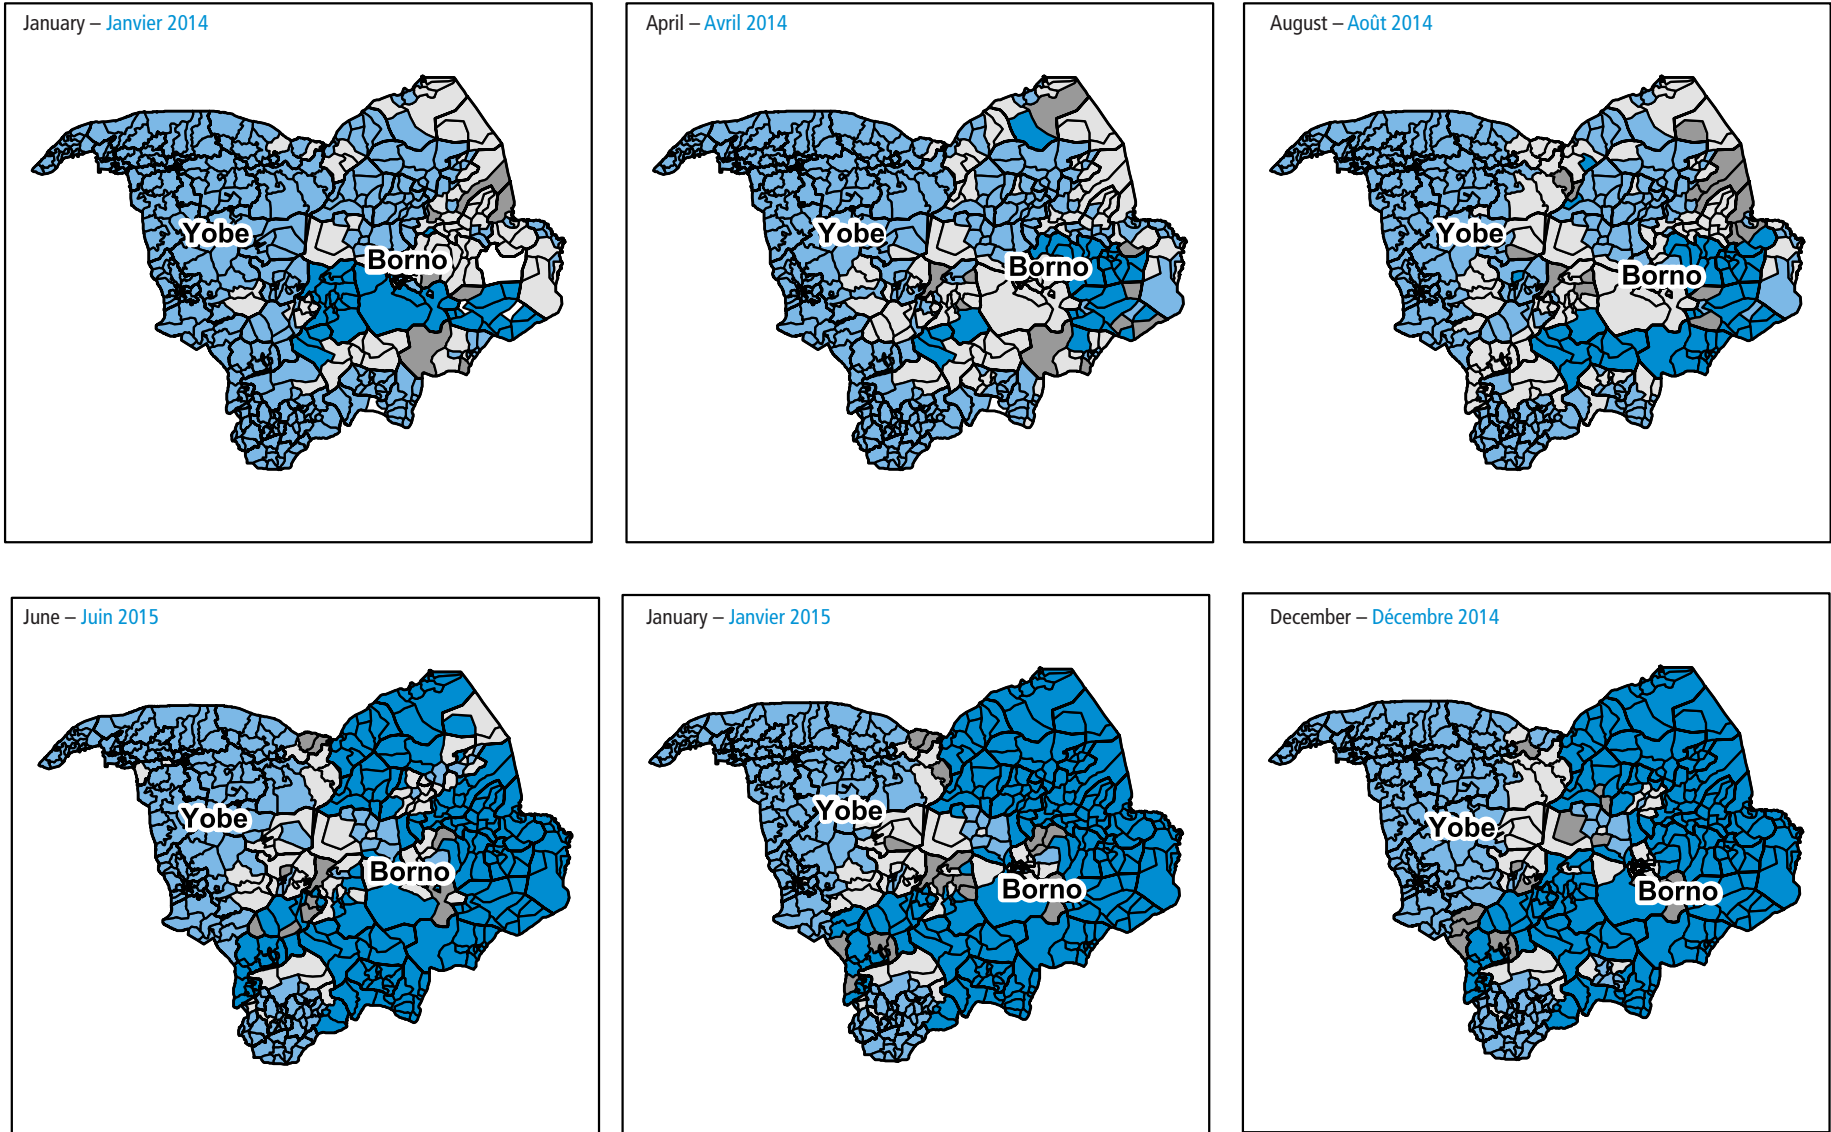 January – Janvier 2014
Yobe
Borno
April – Avril 2014
Yobe
Borno
August – Août 2014
Yobe
Borno
June – Juin 2015
Yobe
Borno
January – Janvier 2015
Yobe
Borno
December – Décembre 2014
Yobe
Borno